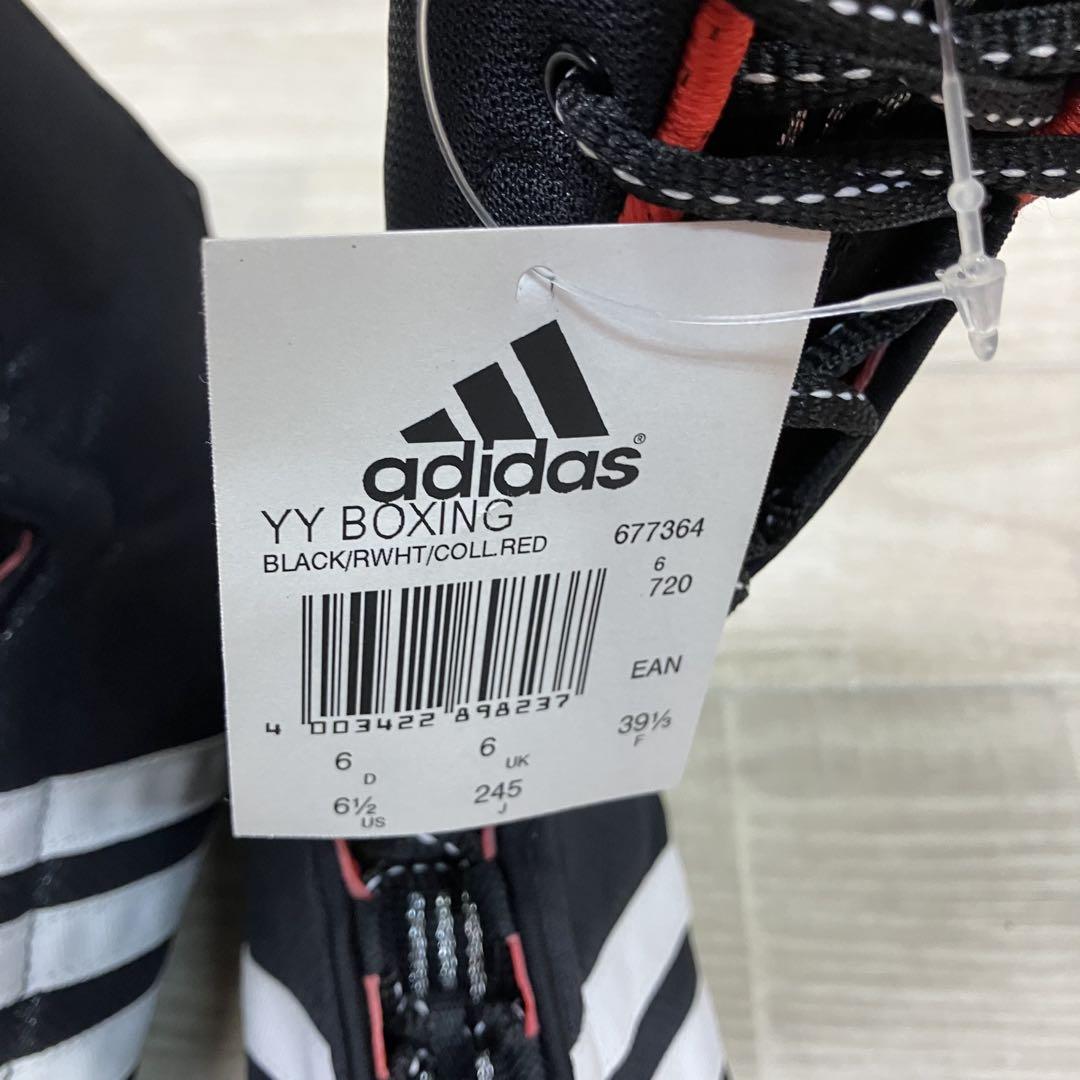 adidas®
YY BOXING
BLACK/RWHT/COLL.RED
677364
6
720
EAN
4 003422 898237
39⅓
F
6 D
6 UK
6½ US
245 J